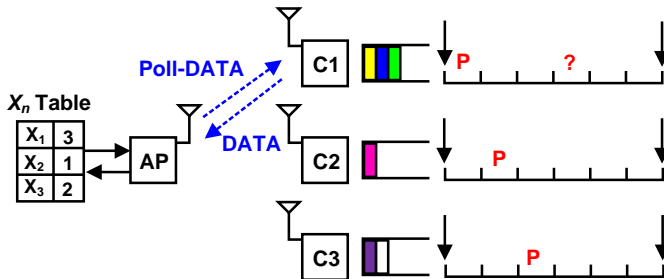 C1
P
?
Poll-DATA
Xn Table
X1 3
X2 1
X3 2
AP
DATA
C2
P
C3
P